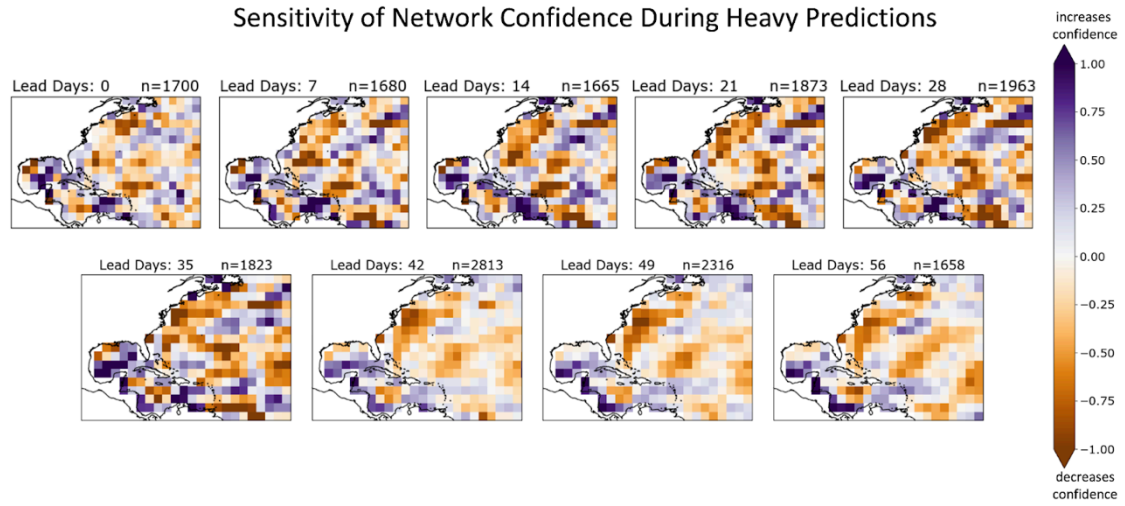 Sensitivity of Network Confidence During Heavy Predictions
increases
confidence
Lead Days: 0 n=1700
Lead Days: 7 n=1680
Lead Days: 14 n=1665
Lead Days: 21 n=1873
Lead Days: 28 n=1963
Lead Days: 35 n=1823
Lead Days: 42 n=2813
Lead Days: 49 n=2316
Lead Days: 56 n=1658
1.00
0.75
0.50
0.25
0.00
−0.25
−0.50
−0.75
−1.00
decreases
confidence